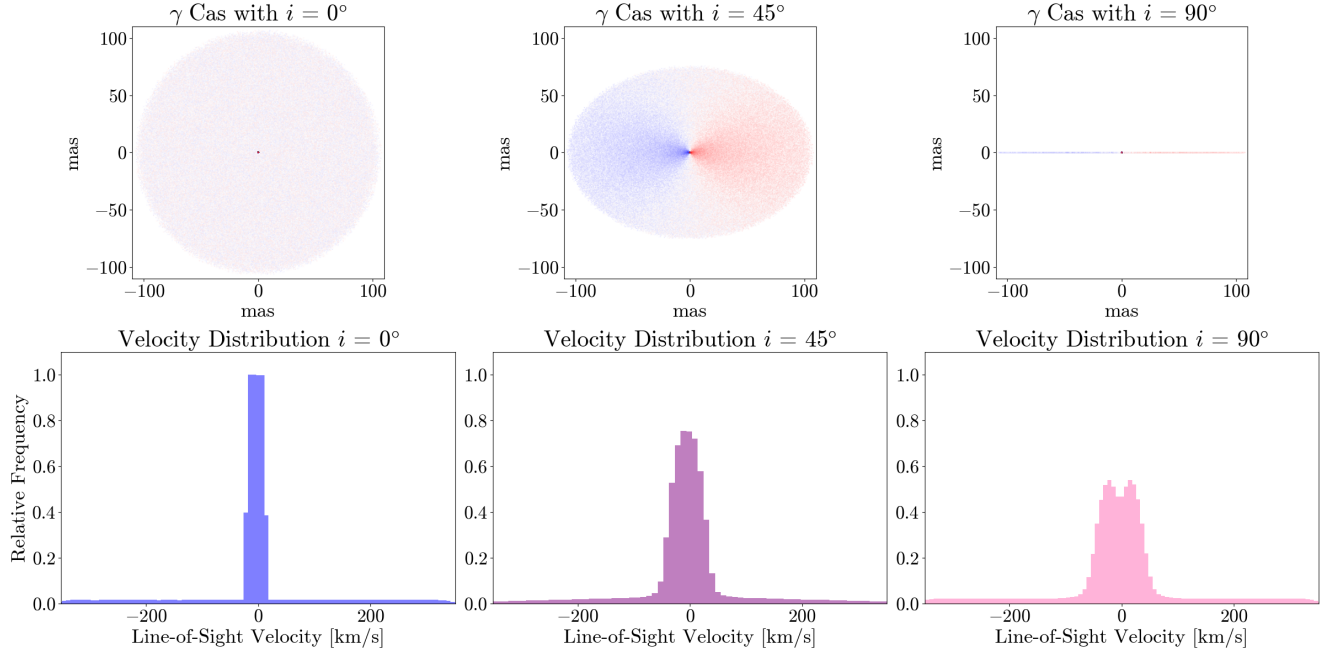 γ Cas with i = 0°
100
50
0
−50
−100
mas
−100 0 100
mas
γ Cas with i = 45°
100
50
0
−50
−100
mas
−100 0 100
mas
γ Cas with i = 90°
100
50
0
−50
−100
mas
−100 0 100
mas
Velocity Distribution i = 0°
1.0
0.8
0.6
0.4
0.2
0.0
Relative Frequency
−200 0 200
Line-of-Sight Velocity [km/s]
Velocity Distribution i = 45°
1.0
0.8
0.6
0.4
0.2
0.0
−200 0 200
Line-of-Sight Velocity [km/s]
Velocity Distribution i = 90°
1.0
0.8
0.6
0.4
0.2
0.0
−200 0 200
Line-of-Sight Velocity [km/s]